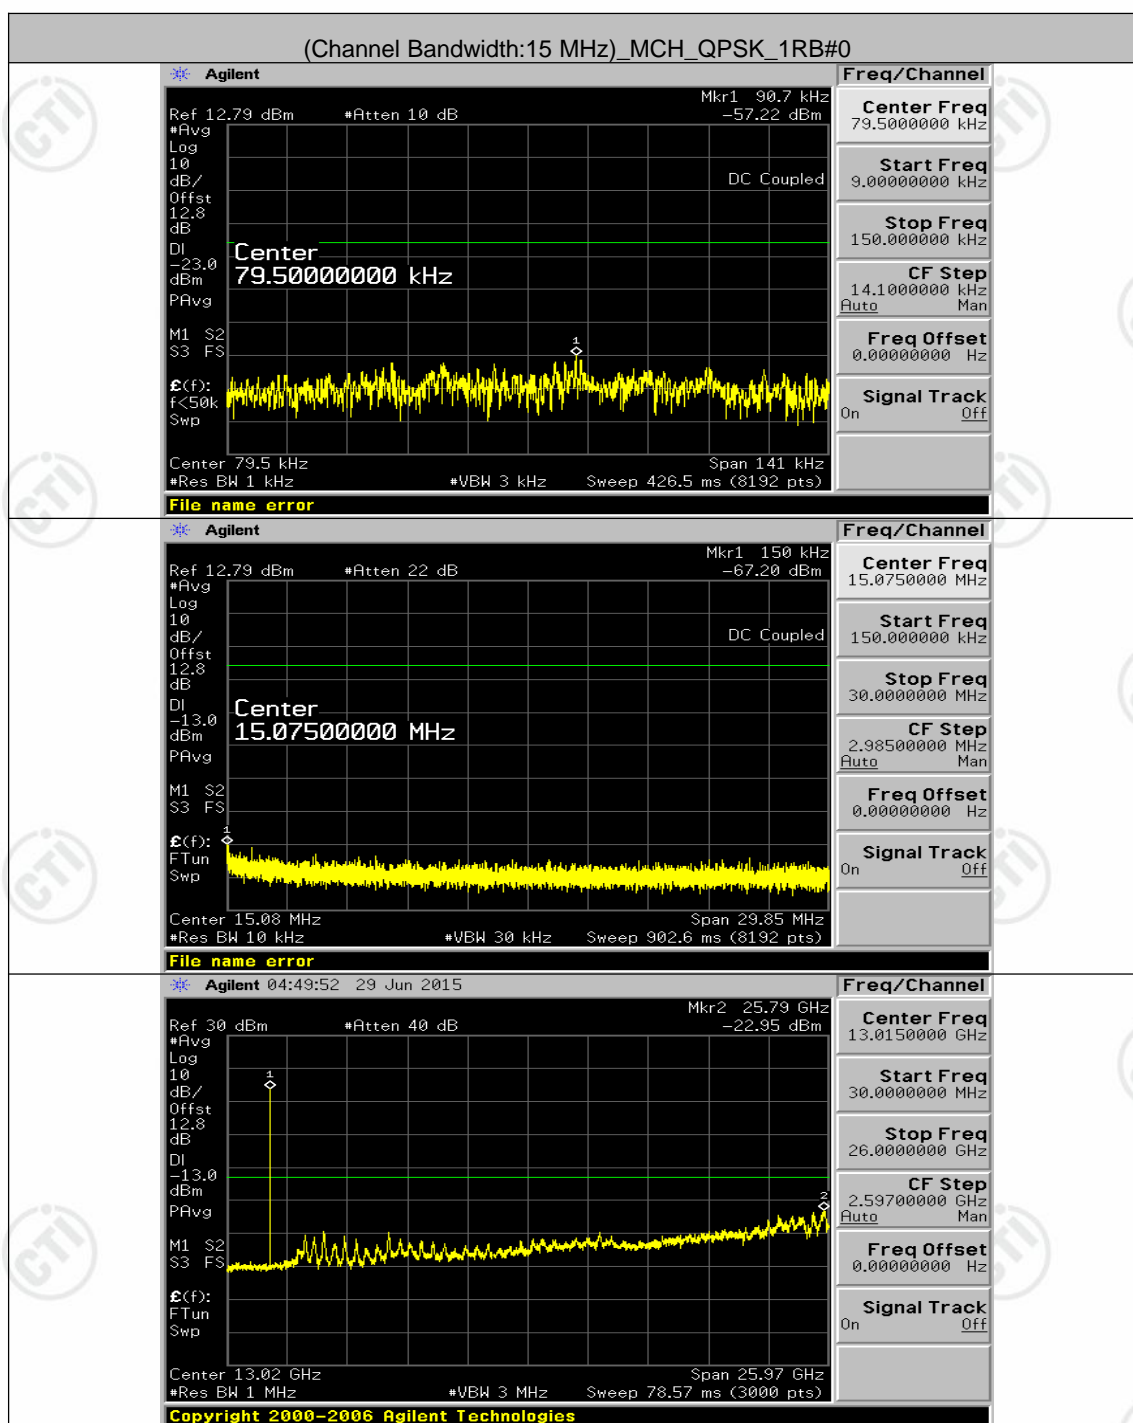 (Channel Bandwidth:15 MHz)_MCH_QPSK_1RB#0
Agilent
Freq/Channel
Mkr1 90.7 kHz
Ref 12.79 dBm #Atten 10 dB -57.22 dBm
#Avg
Log
10
dB/
Offst
12.8
dB
DI
-23.0
dBm
PAvg
M1 S2
S3 FS
£(f):
f<50k
Swp
DC Coupled
Center
79.50000000 kHz
1
Center 79.5 kHz Span 141 kHz
#Res BW 1 kHz #VBW 3 kHz Sweep 426.5 ms (8192 pts)
File name error
Center Freq
79.5000000 kHz
Start Freq
9.00000000 kHz
Stop Freq
150.000000 kHz
CF Step
14.1000000 kHz
Auto Man
Freq Offset
0.00000000 Hz
Signal Track
On Off
Agilent
Freq/Channel
Mkr1 150 kHz
Ref 12.79 dBm #Atten 22 dB -67.20 dBm
#Avg
Log
10
dB/
Offst
12.8
dB
DI
-13.0
dBm
PAvg
M1 S2
S3 FS
£(f):
FTun
Swp
DC Coupled
Center
15.07500000 MHz
1
Center 15.08 MHz Span 29.85 MHz
#Res BW 10 kHz #VBW 30 kHz Sweep 902.6 ms (8192 pts)
File name error
Center Freq
15.0750000 MHz
Start Freq
150.000000 kHz
Stop Freq
30.0000000 MHz
CF Step
2.98500000 MHz
Auto Man
Freq Offset
0.00000000 Hz
Signal Track
On Off
Agilent 04:49:52 29 Jun 2015
Freq/Channel
Mkr2 25.79 GHz
Ref 30 dBm #Atten 40 dB -22.95 dBm
#Avg
Log
10
dB/
Offst
12.8
dB
DI
-13.0
dBm
PAvg
M1 S2
S3 FS
£(f):
FTun
Swp
1
2
Center 13.02 GHz Span 25.97 GHz
#Res BW 1 MHz #VBW 3 MHz Sweep 78.57 ms (3000 pts)
Copyright 2000-2006 Agilent Technologies
Center Freq
13.0150000 GHz
Start Freq
30.0000000 MHz
Stop Freq
26.0000000 GHz
CF Step
2.59700000 GHz
Auto Man
Freq Offset
0.00000000 Hz
Signal Track
On Off
CTI
CTI
CTI
CTI
CTI
CTI
CTI
CTI